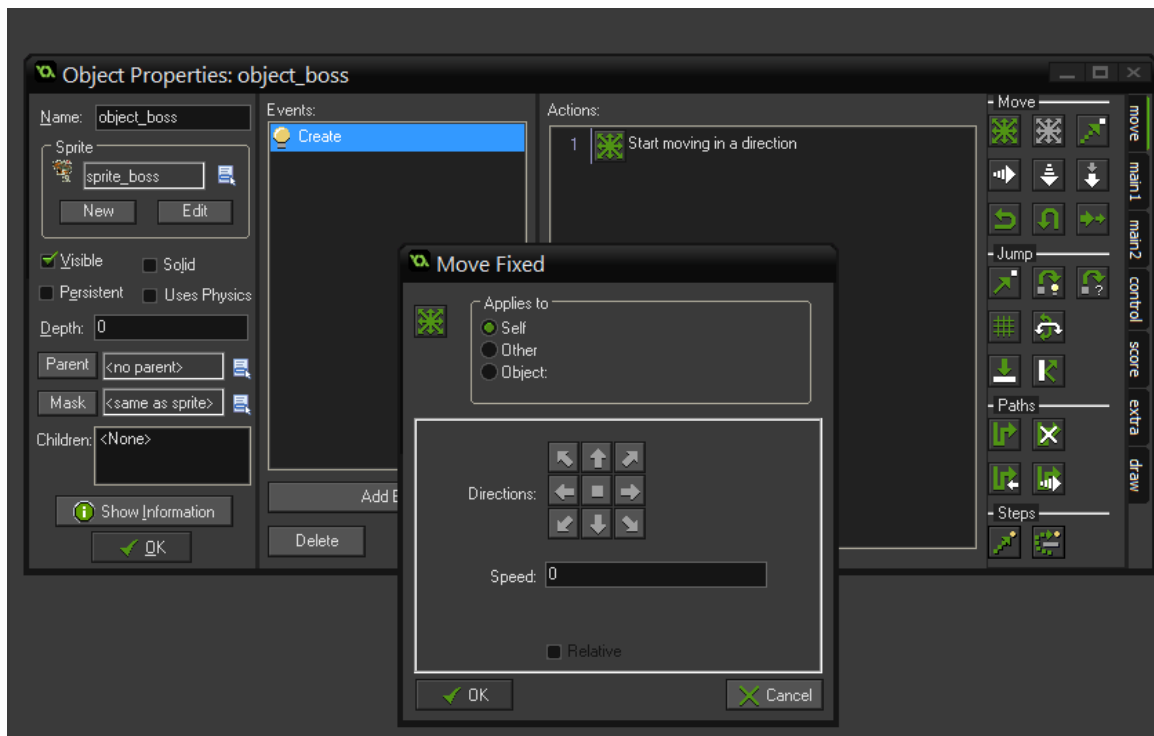 Object Properties: object_boss
Name: object_boss
Sprite
sprite_boss
New Edit
Visible Solid
Persistent Uses Physics
Depth: 0
Parent <no parent>
Mask <same as sprite>
Children: <None>
Show Information
OK
Events:
Create
Add E
Delete
Actions:
1 Start moving in a direction
Move Fixed
Applies to
Self
Other
Object:
Directions:
Speed: 0
Relative
OK Cancel
Move
Jump
Paths
Steps
move
main1
main2
control
score
extra
draw